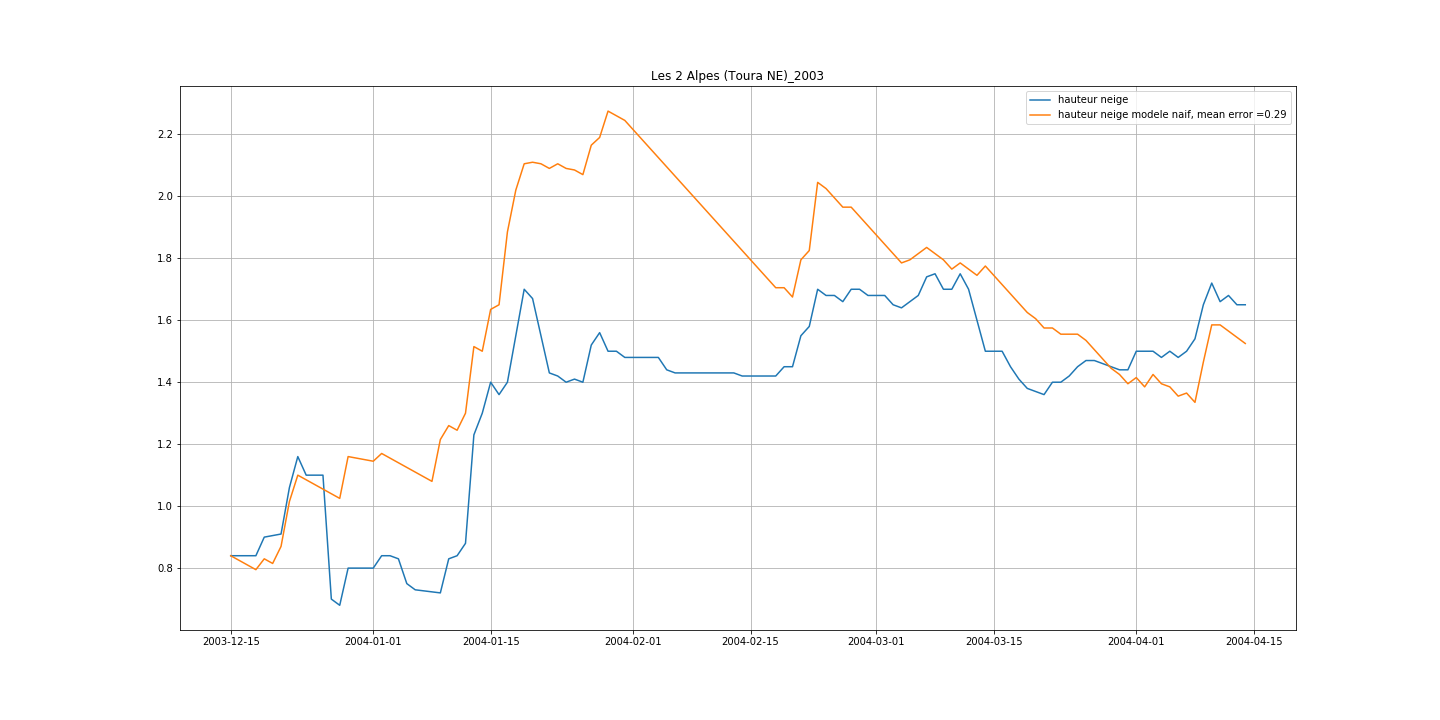 Les 2 Alpes (Toura NE)_2003
hauteur neige
hauteur neige modele naif, mean error =0.29
2.2
2.0
1.8
1.6
1.4
1.2
1.0
0.8
2003-12-15 2004-01-01 2004-01-15 2004-02-01 2004-02-15 2004-03-01 2004-03-15 2004-04-01 2004-04-15